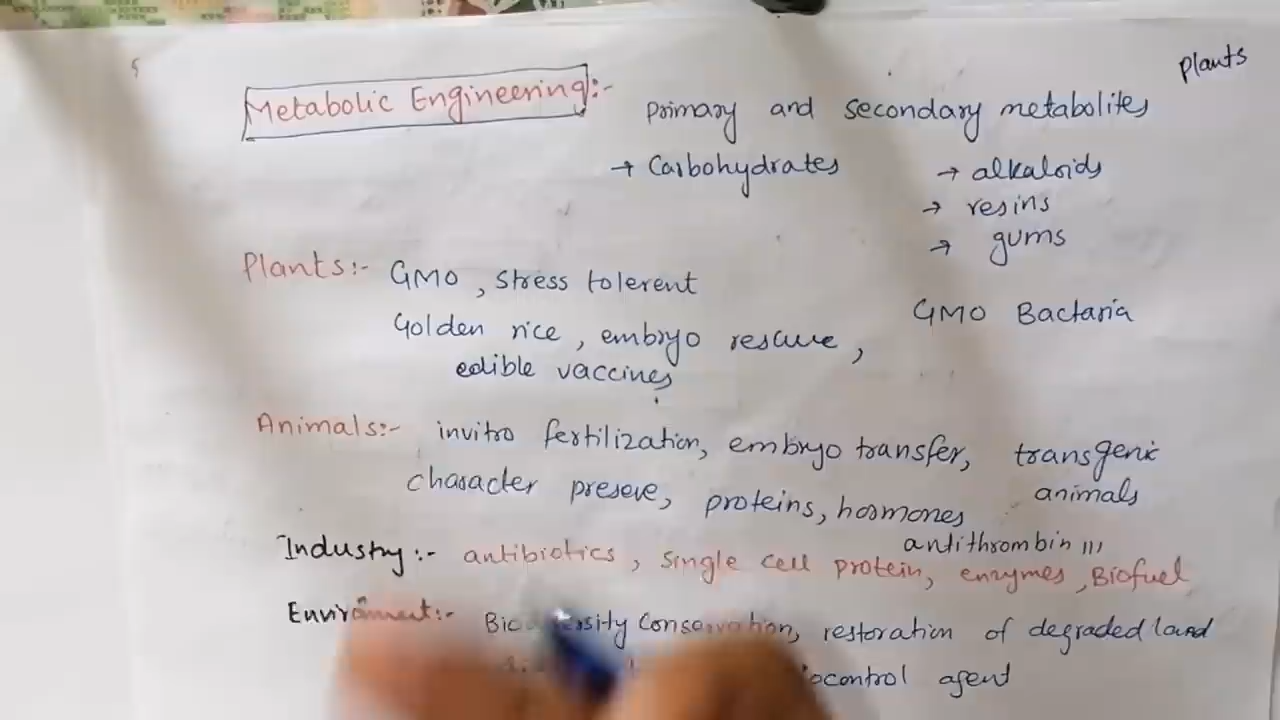 Plants
Metabolic Engineering:-
Primary and secondary metabolites
→ Carbohydrates
→ alkaloids
→ resins
→ gums
Plants:- GMO, stress tolerent
GMO Bactaria
Golden rice, embryo rescue,
edible vaccines
Animals:- invitro fertilization, embryo transfer, transgenic
animals
character preseve, proteins, hormones
antithrombin III
Industry:- antibiotics, single cell protein, enzymes, Biofuel
Conservation, restoration of degraded land
agent